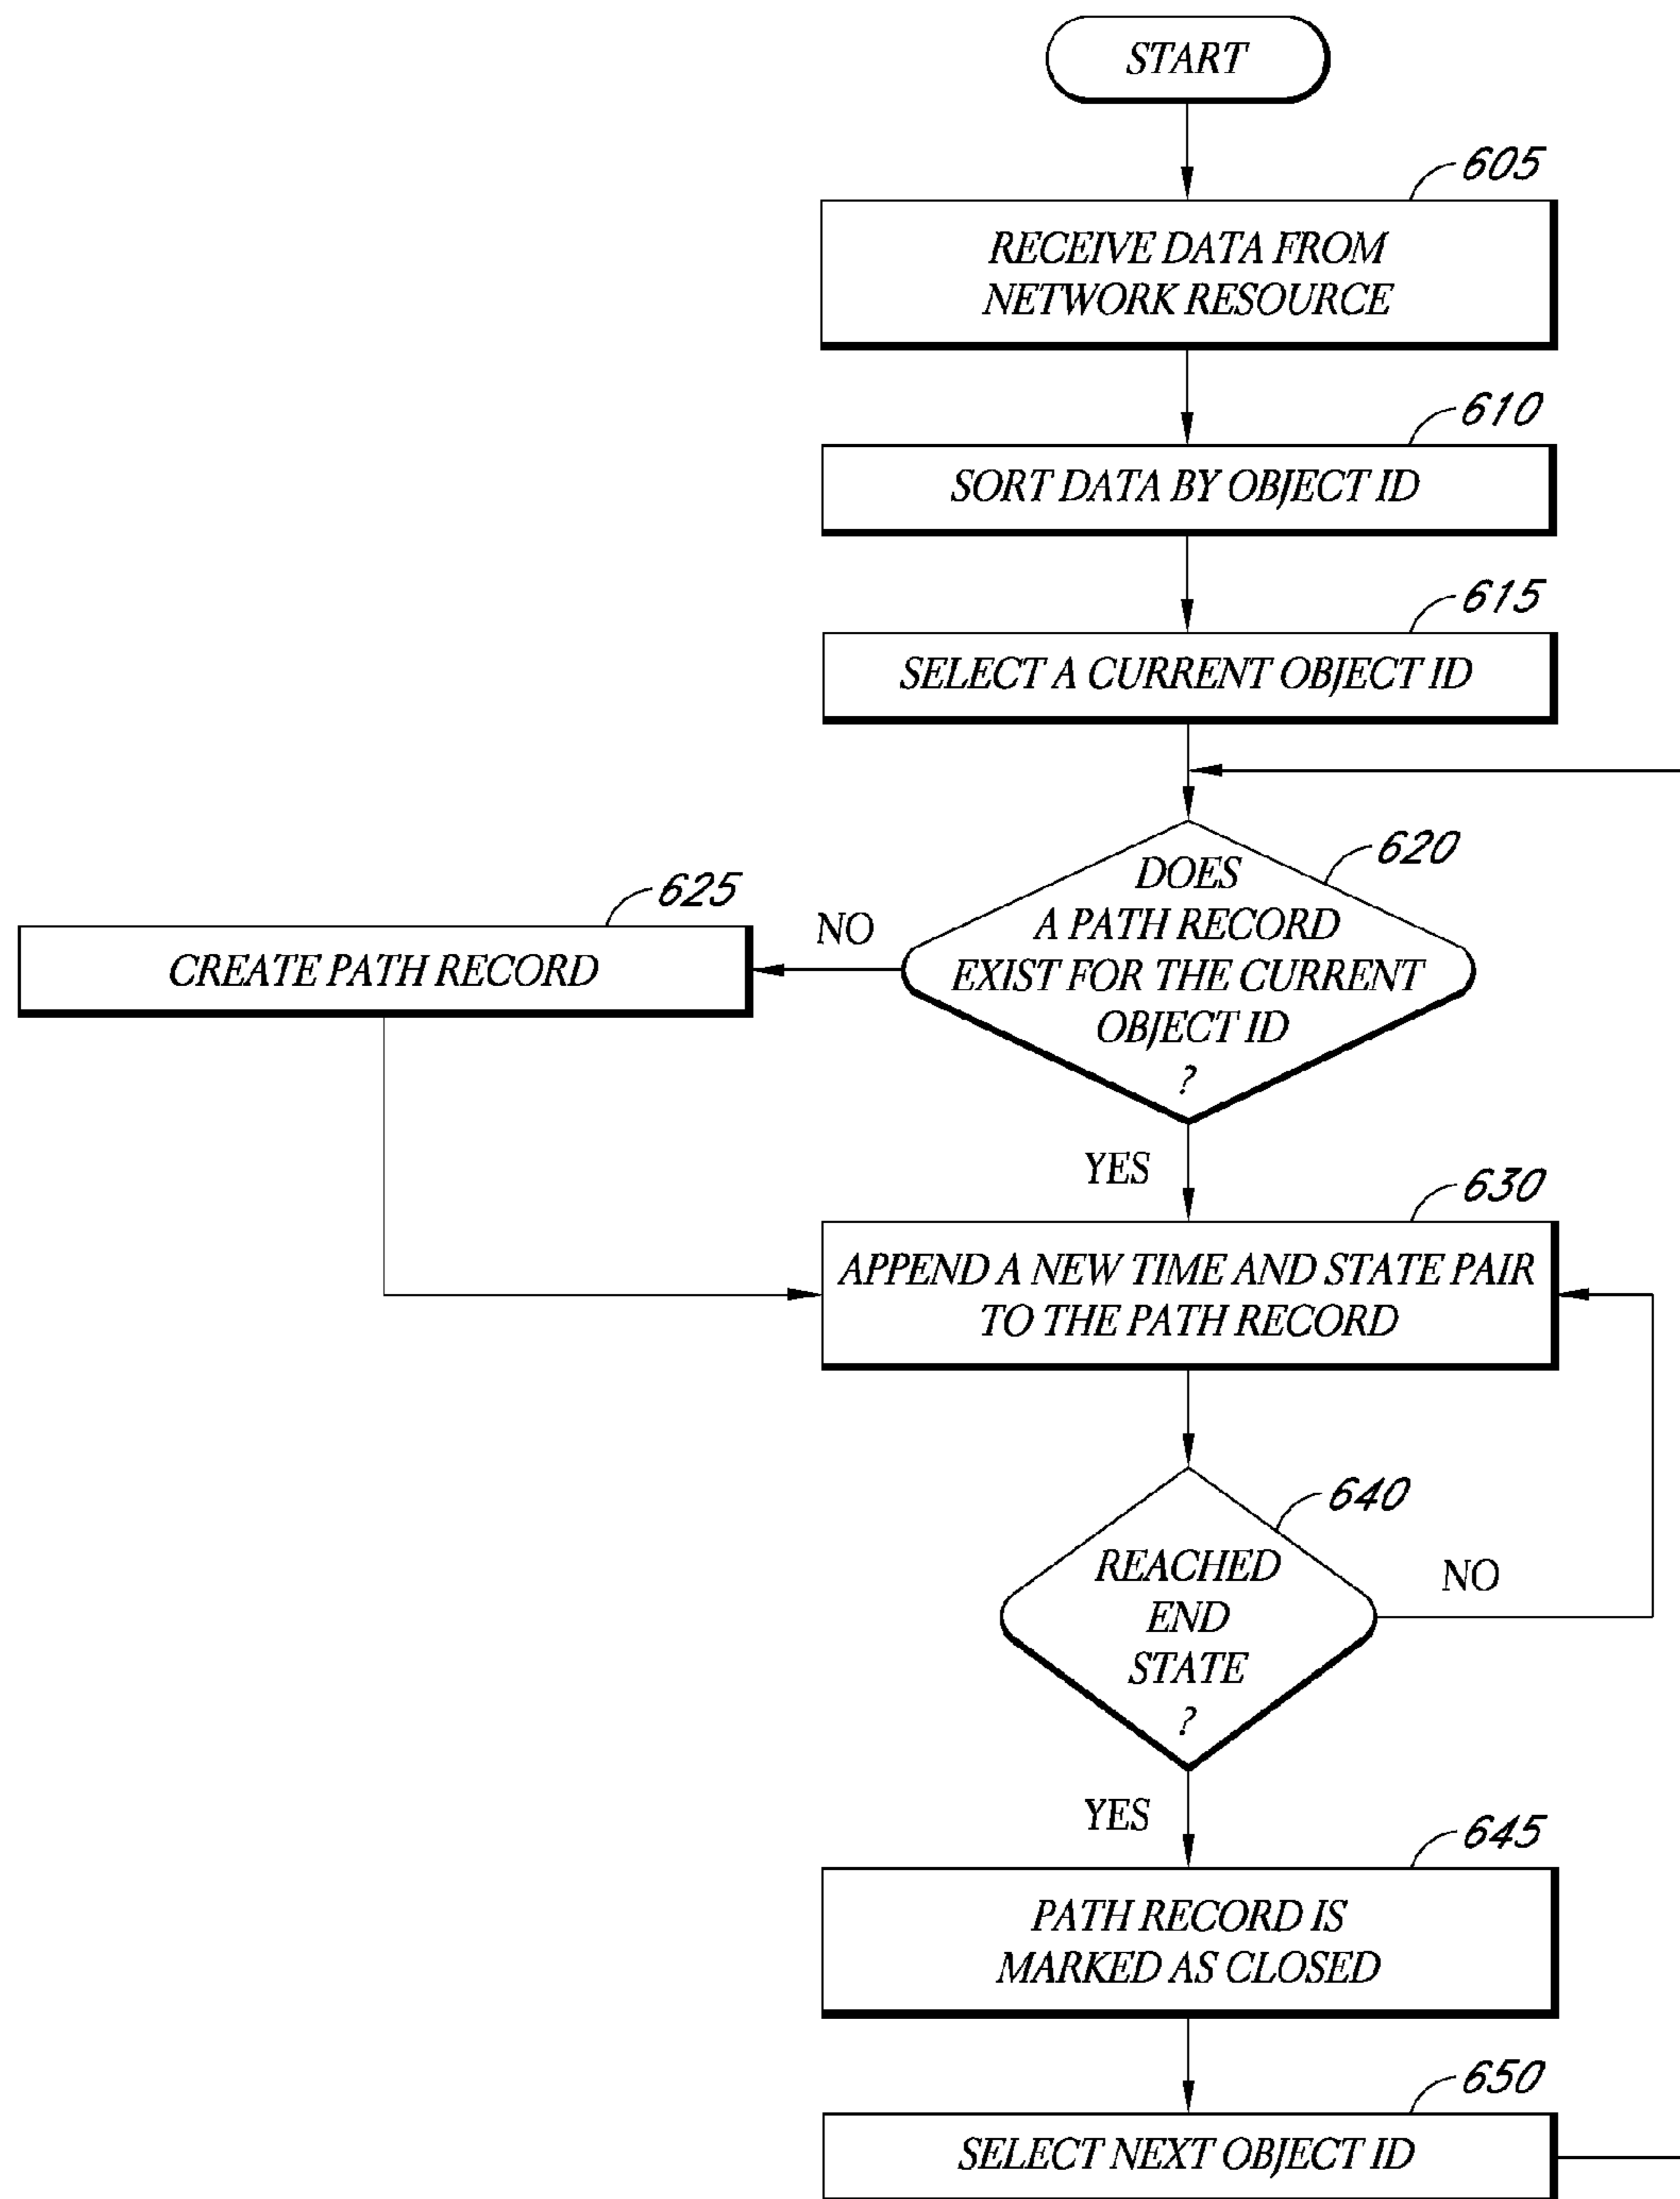 START
605
RECEIVE DATA FROM
NETWORK RESOURCE
610
SORT DATA BY OBJECT ID
615
SELECT A CURRENT OBJECT ID
620
DOES
A PATH RECORD
EXIST FOR THE CURRENT
OBJECT ID
?
NO
625
CREATE PATH RECORD
YES
630
APPEND A NEW TIME AND STATE PAIR
TO THE PATH RECORD
640
REACHED
END
STATE
?
NO
YES
645
PATH RECORD IS
MARKED AS CLOSED
650
SELECT NEXT OBJECT ID